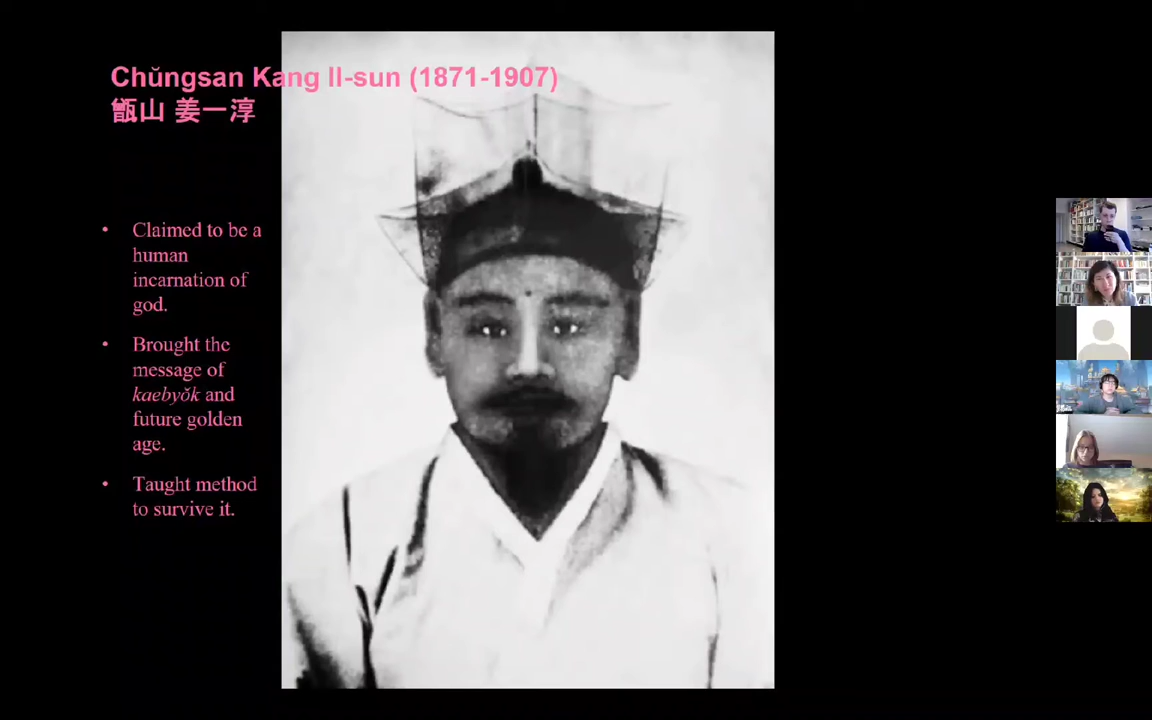 Chŭngsan Kang Il-sun (1871-1907)
甑山 姜一淳
• Claimed to be a
human
incarnation of
god.
• Brought the
message of
kaebyŏk and
future golden
age.
• Taught method
to survive it.